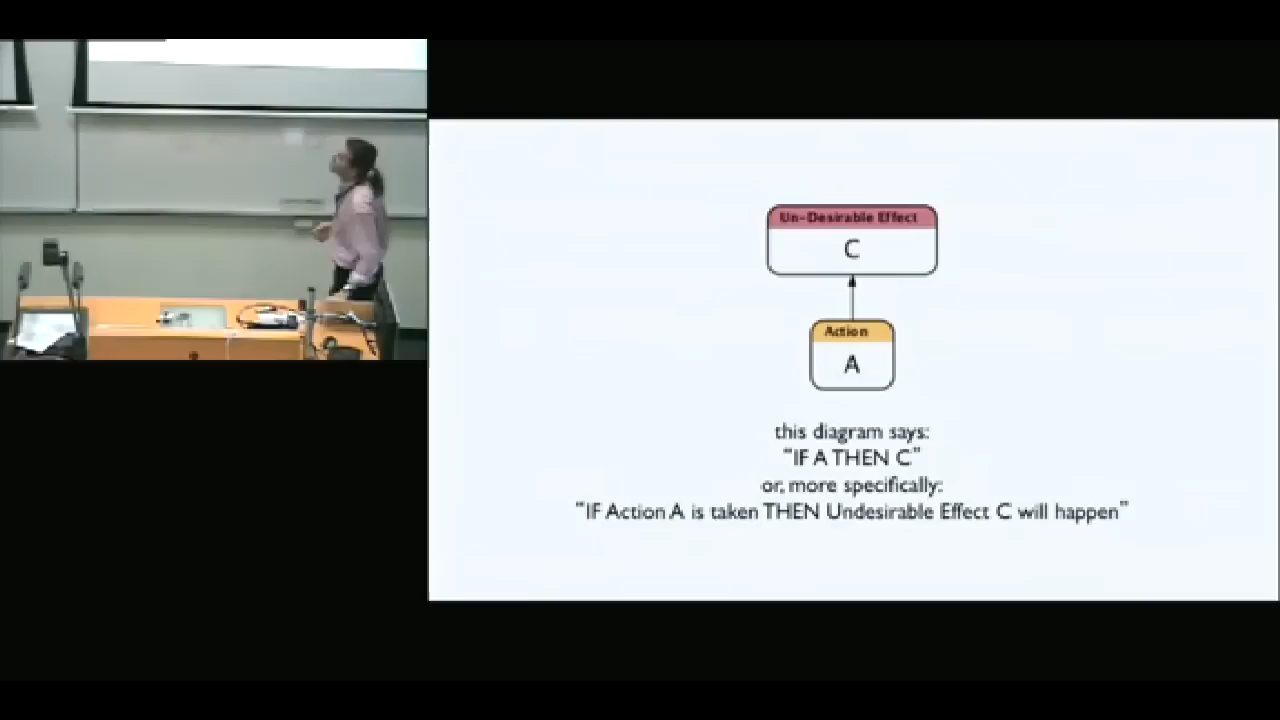 Un-Desirable Effect
C
Action
A
this diagram says:
“IF A THEN C”
or, more specifically:
“IF Action A is taken THEN Undesirable Effect C will happen”